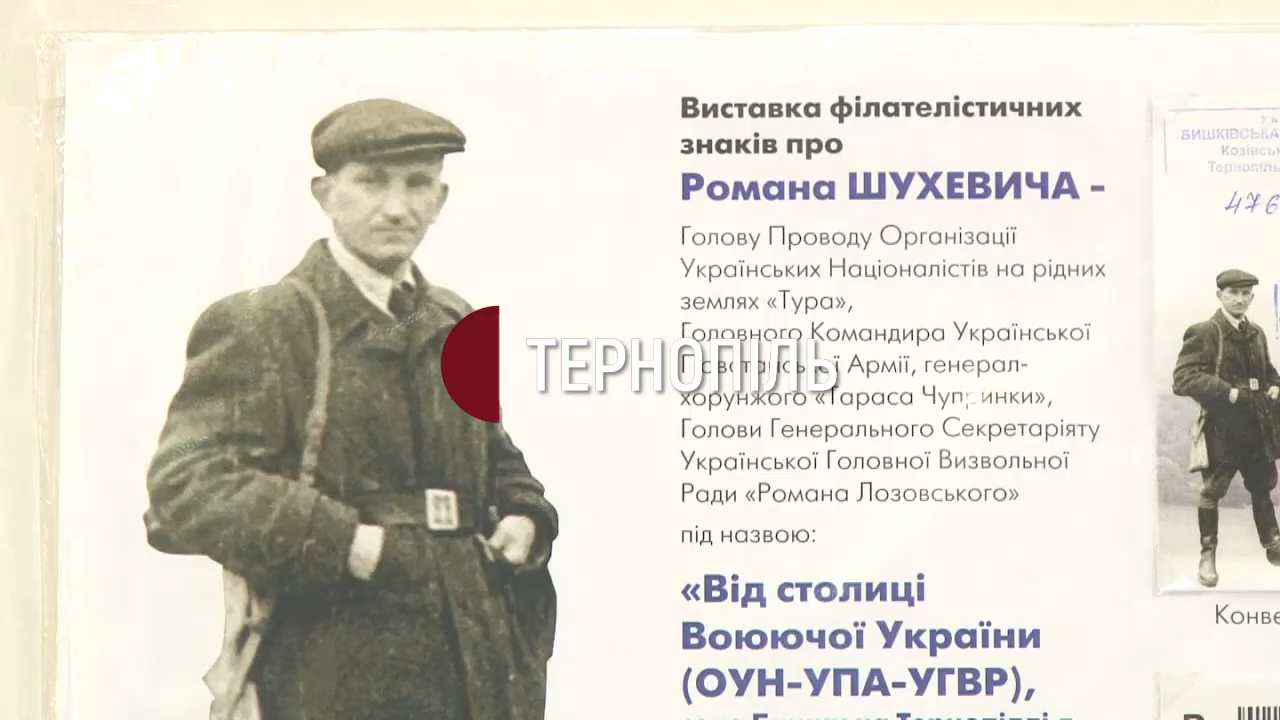 Виставка філателістичних
знаків про
Романа ШУХЕВИЧА -
Голову Проводу Організації
Українських Націоналістів на рідних
землях «Тура»,
Головного Командира Української
Повстанської Армії, генерал-
хорунжого «Тараса Чупринки»,
Голови Генерального Секретаріяту
Української Головної Визвольної
Ради «Романа Лозовського»
під назвою:
«Від столиці
Воюючої України
(ОУН-УПА-УГВР),
ТЕРНОПІЛЬ
БИШКІВСЬКА
Козівськ
Тернопіль
476
Конве